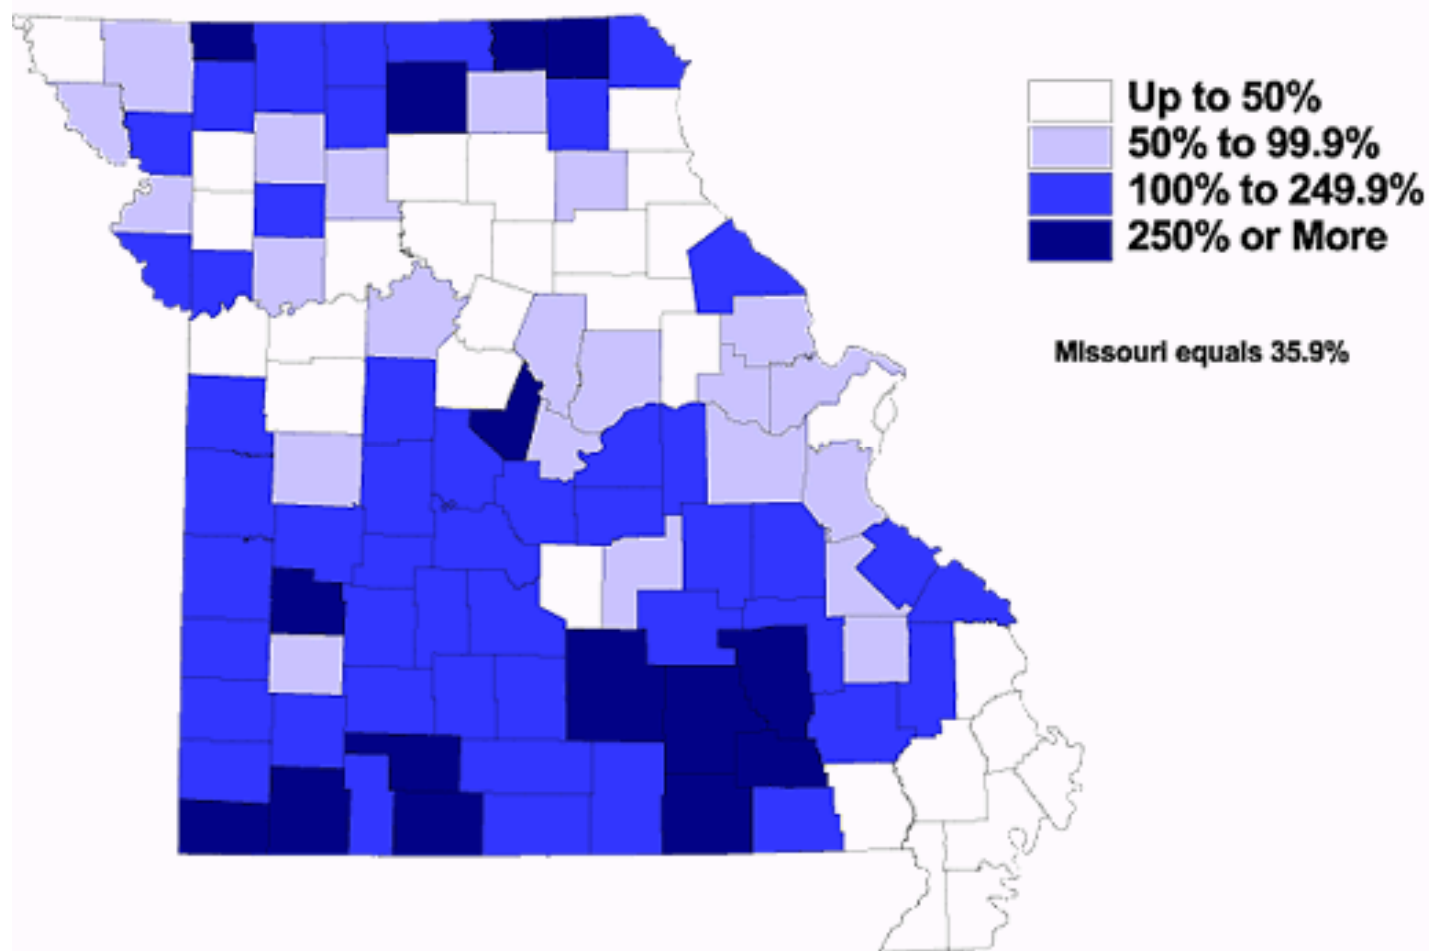 Up to 50%
50% to 99.9%
100% to 249.9%
250% or More
Missouri equals 35.9%